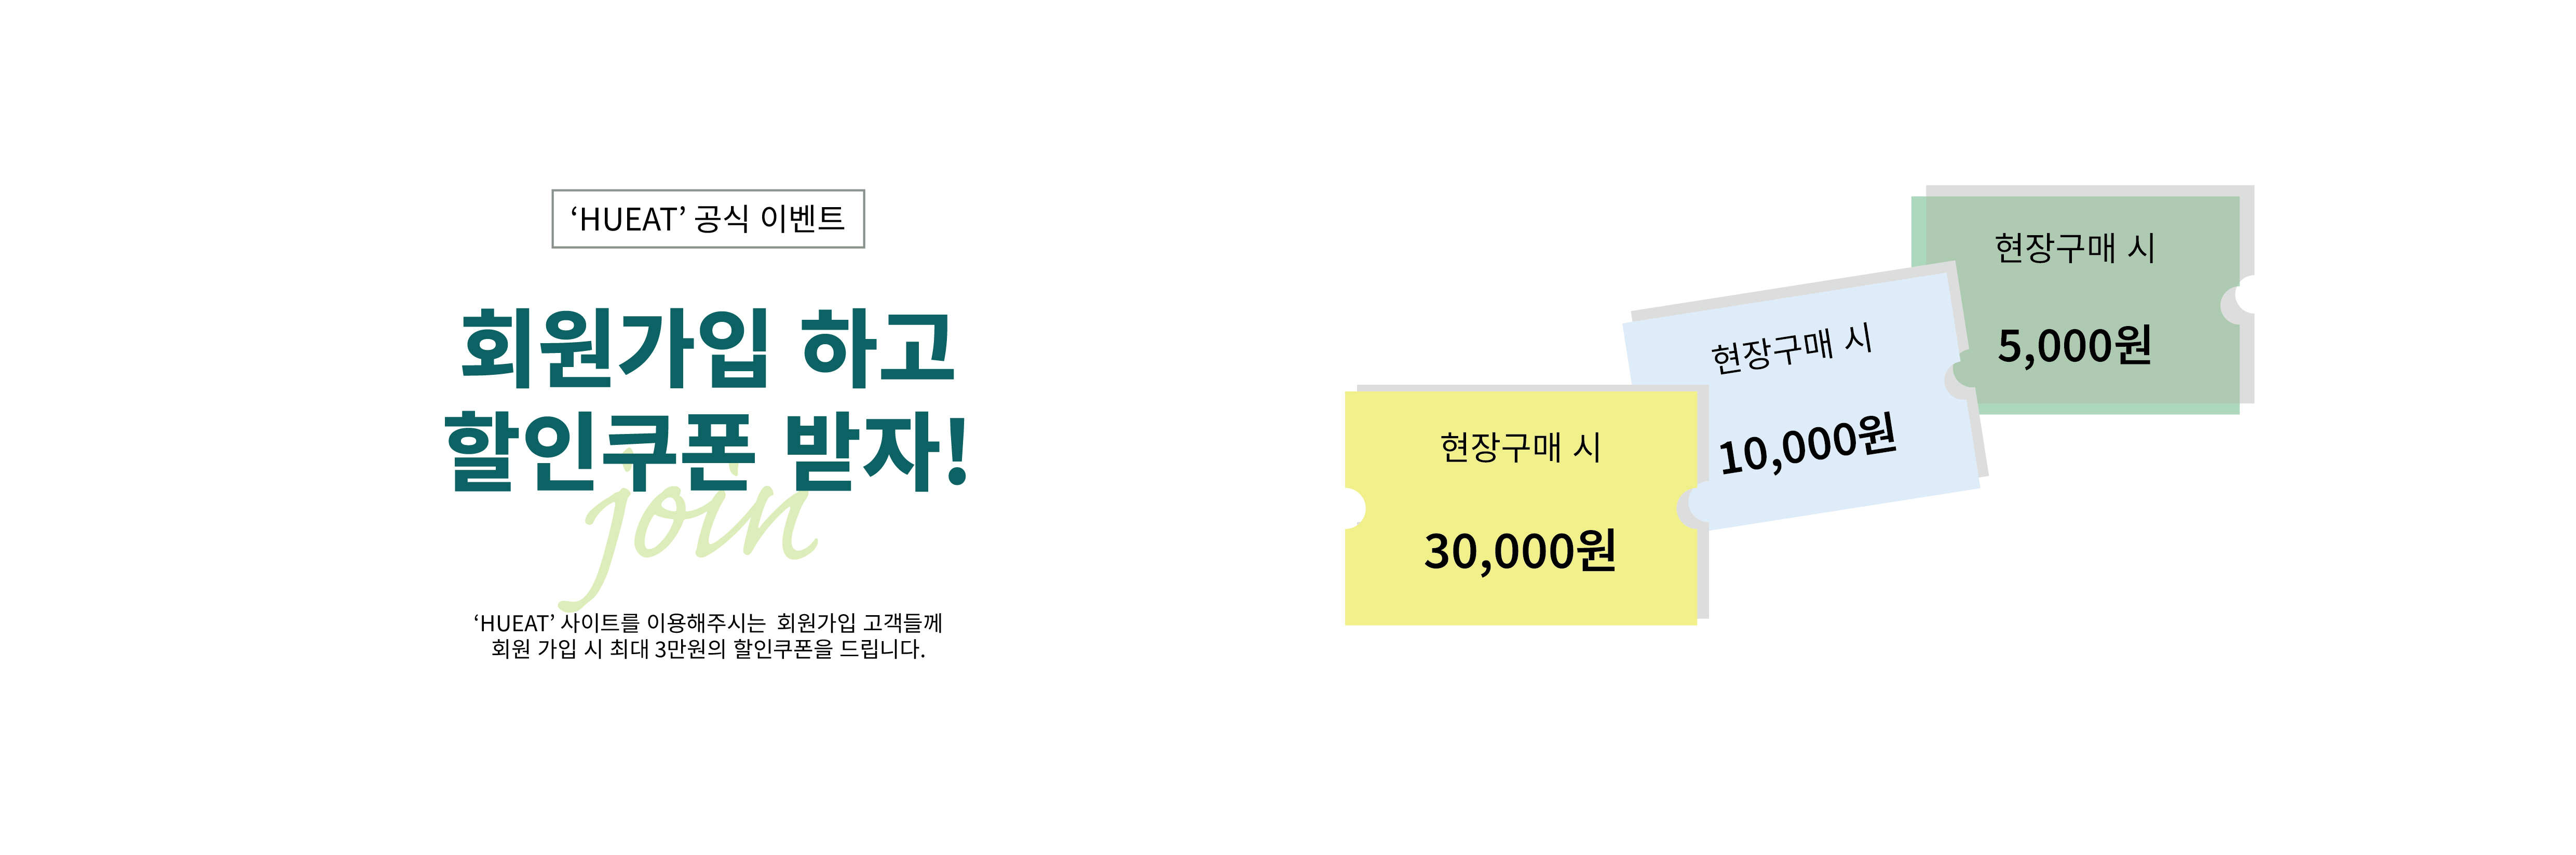 ‘HUEAT’ 공식 이벤트
회원가입 하고
할인쿠폰 받자!
join
‘HUEAT’ 사이트를 이용해주시는 회원가입 고객들께
회원 가입 시 최대 3만원의 할인쿠폰을 드립니다.
현장구매 시
30,000원
현장구매 시
10,000원
현장구매 시
5,000원